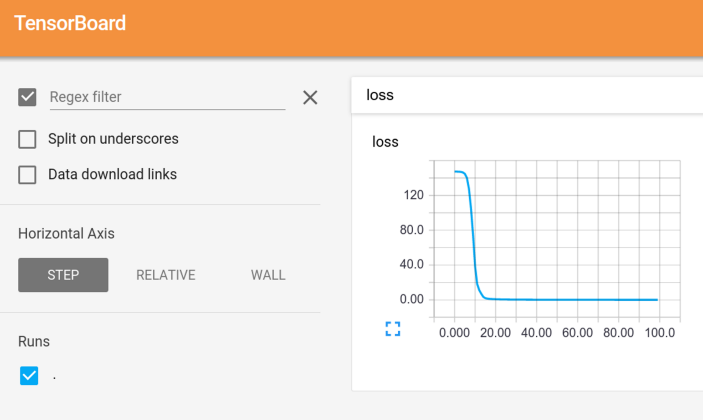 TensorBoard
Regex filter
Split on underscores
Data download links
Horizontal Axis
STEP RELATIVE WALL
Runs
.
loss
loss
120
80.0
40.0
0.00
0.000 20.00 40.00 60.00 80.00 100.0